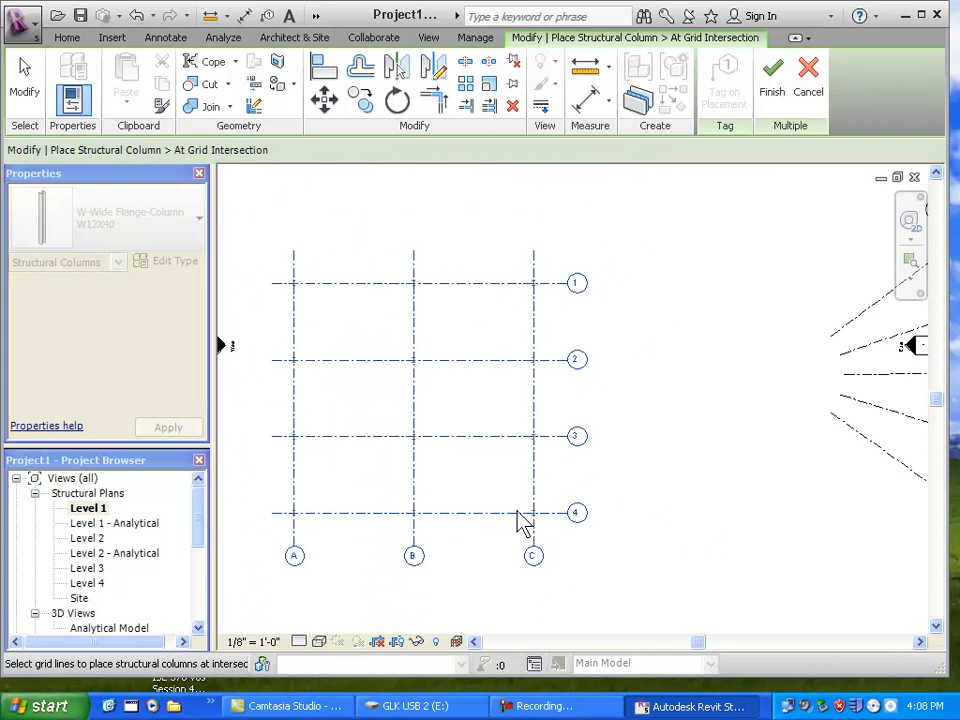 Project1...
Type a keyword or phrase
Sign In
Home
Insert
Annotate
Analyze
Architect & Site
Collaborate
View
Manage
Modify | Place Structural Column > At Grid Intersection
Modify
Paste
Cope
Cut
Join
Tag on
Placement
Finish
Cancel
Select
Properties
Clipboard
Geometry
Modify
View
Measure
Create
Tag
Multiple
Modify | Place Structural Column > At Grid Intersection
Properties
W-Wide Flange-Column
W12X40
Structural Columns
Edit Type
Properties help
Apply
Project1 - Project Browser
Views (all)
Structural Plans
Level 1
Level 1 - Analytical
Level 2
Level 2 - Analytical
Level 3
Level 4
Site
3D Views
Analytical Model
1
2
3
4
A
B
C
2D
1/8" = 1'-0"
Select grid lines to place structural columns at intersec
:0
Main Model
Session 4...
start
Camtasia Studio - ...
GLK USB 2 (E:)
Recording...
Autodesk Revit St...
4:08 PM